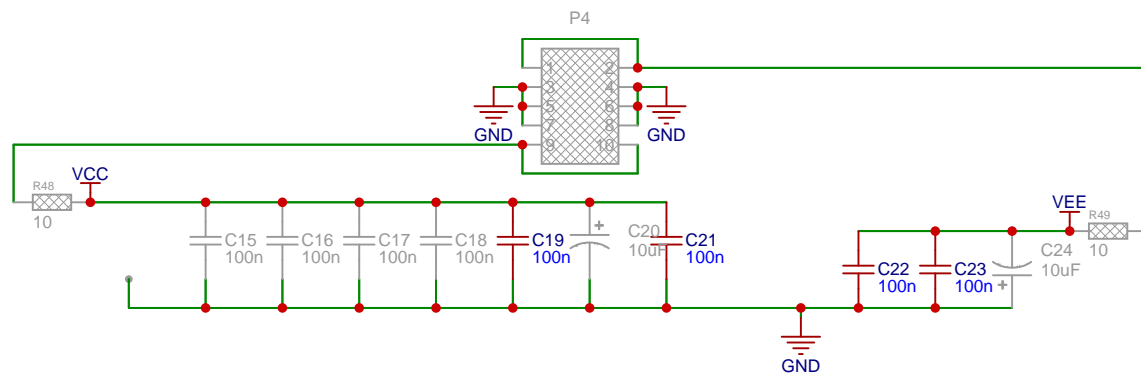 P4
1 2
3 4
5 6
7 8
9 10
GND
GND
R48
10
VCC
C15
100n
C16
100n
C17
100n
C18
100n
C19
100n
+
C20
10uF
C21
100n
C22
100n
C23
100n
+
C24
10uF
VEE
R49
10
GND